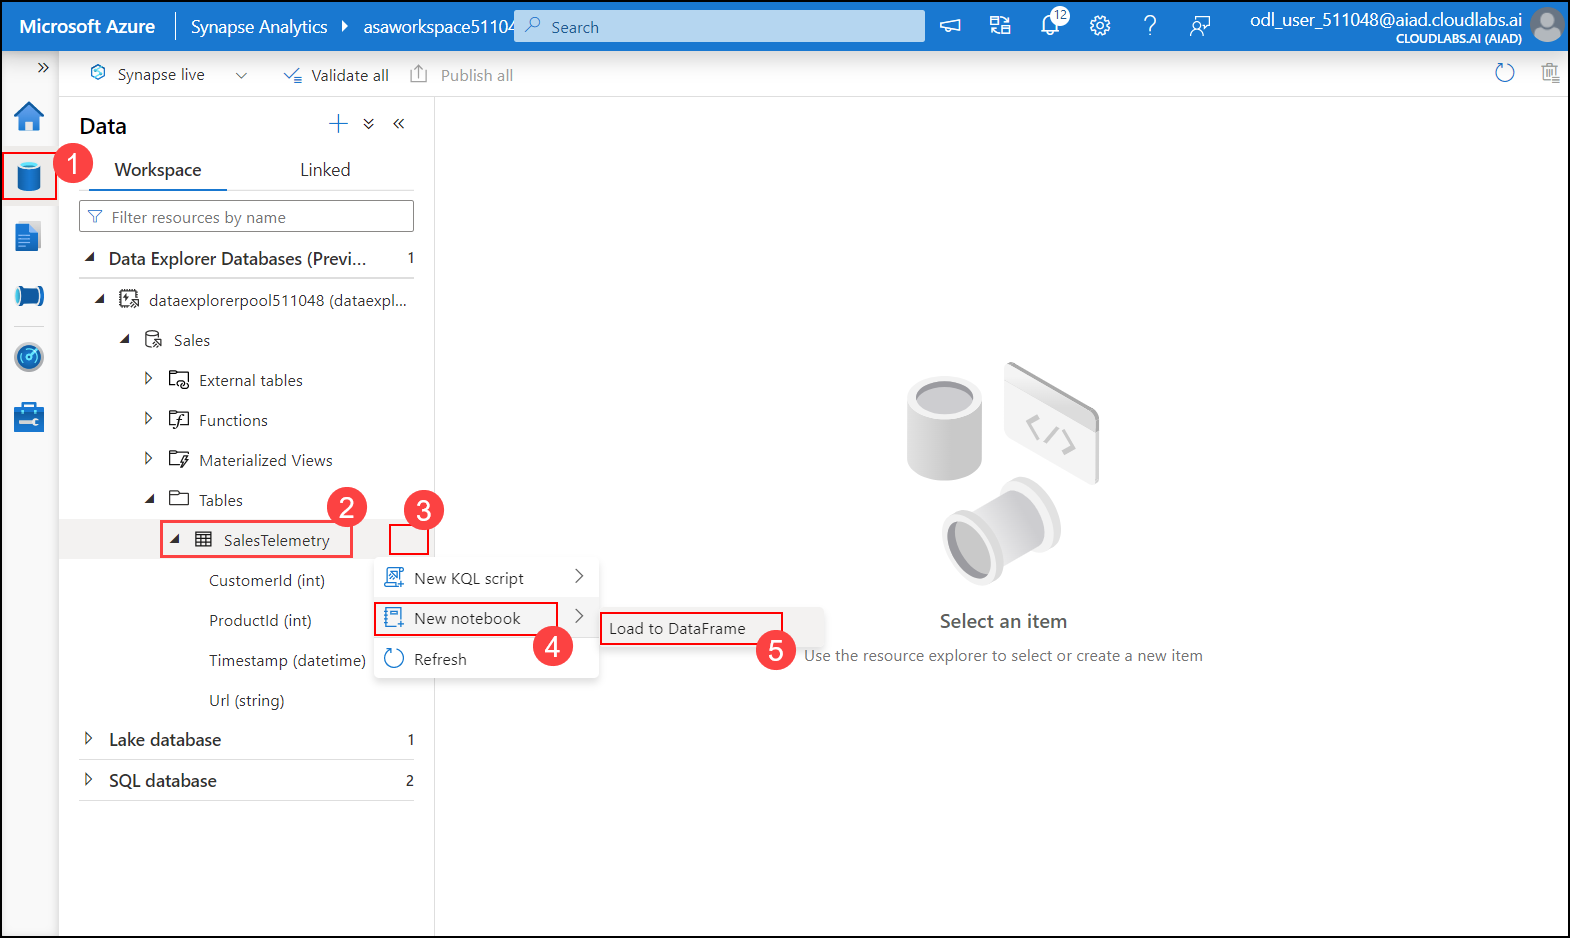 Microsoft Azure
Synapse Analytics
asaworkspace51104
Search
12
odl_user_511048@aiad.cloudlabs.ai
CLOUDLABS.AI (AIAD)
Synapse live
Validate all
Publish all
Data
1
Workspace
Linked
Filter resources by name
Data Explorer Databases (Previ...
1
dataexplorerpool511048 (dataexpl...
Sales
External tables
Functions
Materialized Views
Tables
2
3
SalesTelemetry
CustomerId (int)
New KQL script
ProductId (int)
New notebook
4
Load to DataFrame
5
Timestamp (datetime)
Refresh
Url (string)
Lake database
1
SQL database
2
</>
Select an item
Use the resource explorer to select or create a new item